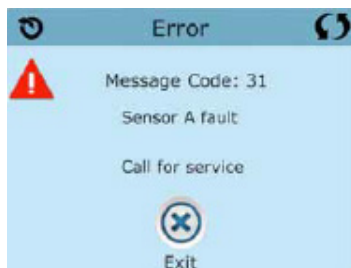 Error
Message Code: 31
Sensor A fault
Call for service
Exit